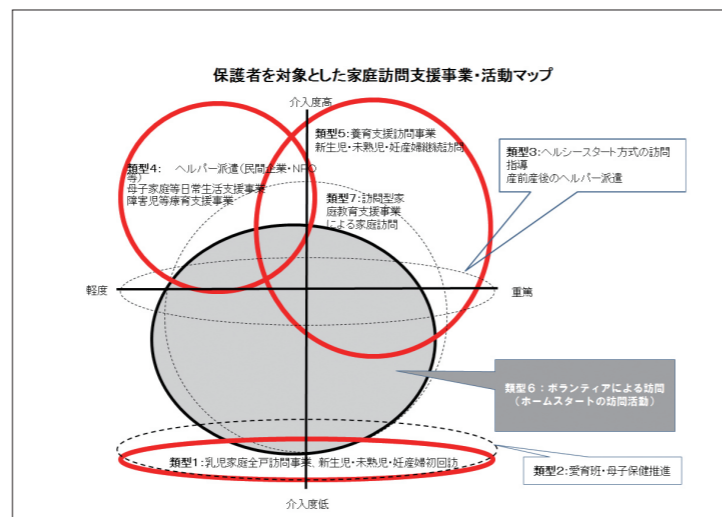 保護者を対象とした家庭訪問支援事業・活動マップ
介入度高
類型5：養育支援訪問事業
新生児・未熟児・妊産婦継続訪問
類型4：　ヘルパー派遣（民間企業・NPO
等）
母子家庭等日常生活支援事業
障害児等療育支援事業
類型3：ヘルシースタート方式の訪問
指導
産前産後のヘルパー派遣
類型7：訪問型家
庭教育支援事業
による家庭訪問
軽度
重篤
類型６：ボランティアによる訪問
（ホームスタートの訪問活動）
類型1：乳児家庭全戸訪問事業、新生児・未熟児・妊産婦初回訪
類型2：愛育班・母子保健推進
介入度低